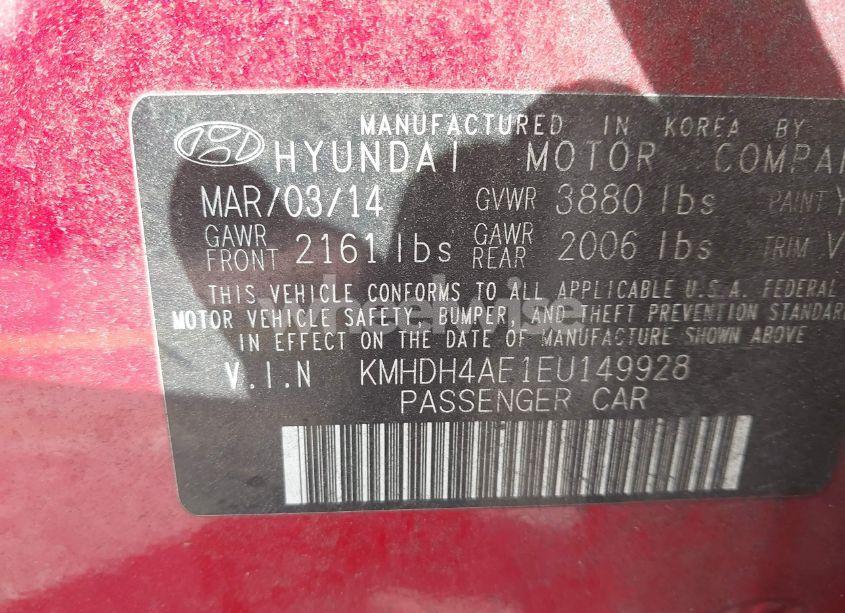 MANUFACTURED IN KOREA BY
HYUNDAI MOTOR COMPA
MAR/03/14 GVWR 3880 lbs PAINT Y
GAWR FRONT 2161 lbs GAWR REAR 2006 lbs TRIM V
THIS VEHICLE CONFORMS TO ALL APPLICABLE U.S.A. FEDERAL
MOTOR VEHICLE SAFETY, BUMPER, AND THEFT PREVENTION STANDARD
IN EFFECT ON THE DATE OF MANUFACTURE SHOWN ABOVE
V.I.N KMHDH4AE1EU149928
PASSENGER CAR